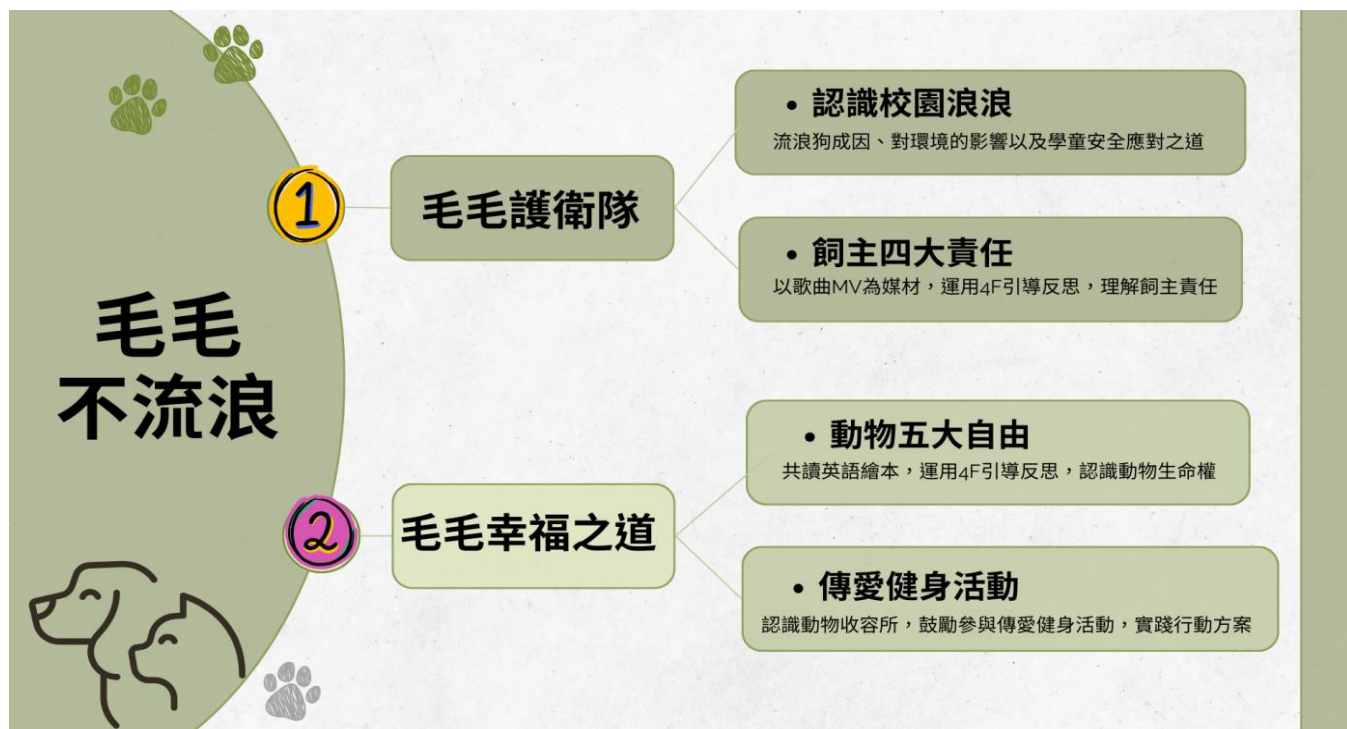 毛毛
不流浪
1
毛毛護衛隊
• 認識校園浪浪
流浪狗成因、對環境的影響以及學童安全應對之道
• 飼主四大責任
以歌曲MV為媒材，運用4F引導反思，理解飼主責任
2
毛毛幸福之道
• 動物五大自由
共讀英語繪本，運用4F引導反思，認識動物生命權
• 傳愛健身活動
認識動物收容所，鼓勵參與傳愛健身活動，實踐行動方案